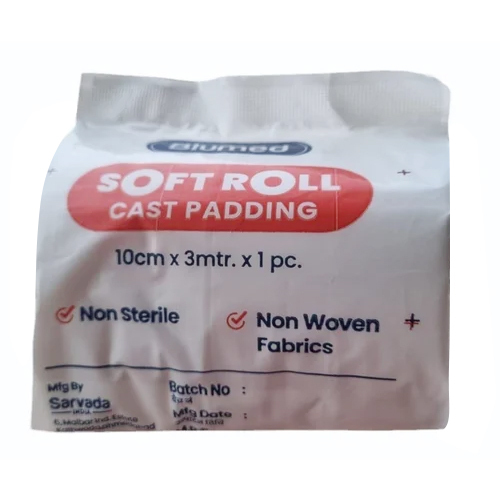 Blumed
SOFT ROLL
CAST PADDING
10cm x 3mtr. x 1 pc.
Non Sterile
Non Woven
Fabrics
Mfg By
Sarvada
INDIA
Batch No :
Mfg Date :